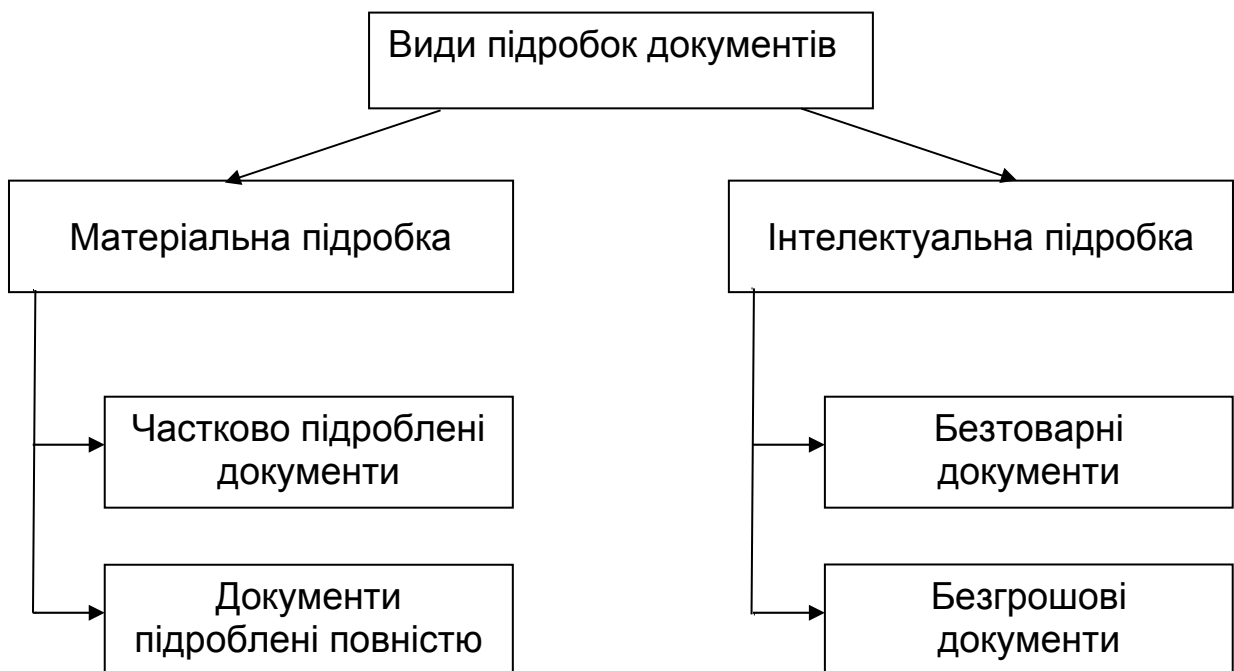 Види підробок документів
Матеріальна підробка
Інтелектуальна підробка
Частково підроблені
документи
Безтоварні
документи
Документи
підроблені повністю
Безгрошові
документи